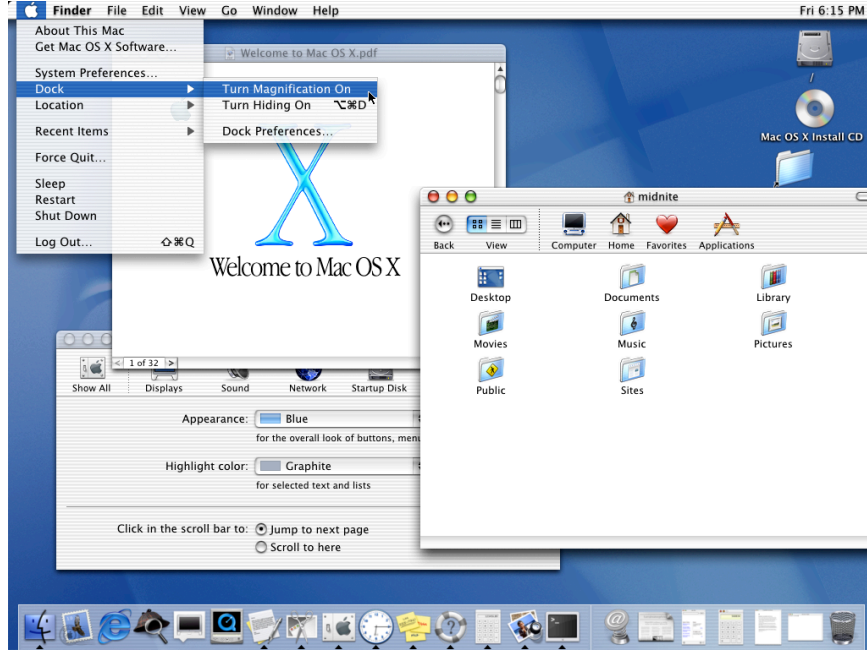 Finder File Edit View Go Window Help Fri 6:15 PM
About This Mac
Get Mac OS X Software...
System Preferences...
Dock
Location
Recent Items
Force Quit...
Sleep
Restart
Shut Down
Log Out... ⇧⌘Q
Turn Magnification On
Turn Hiding On ⌥⌘D
Dock Preferences...
Welcome to Mac OS X.pdf
X
Welcome to Mac OS X
1 of 32
/
Mac OS X Install CD
midnite
Back View Computer Home Favorites Applications
Desktop Documents Library
Movies Music Pictures
Public Sites
Show All Displays Sound Network Startup Disk
Appearance: Blue
for the overall look of buttons, menu
Highlight color: Graphite
for selected text and lists
Click in the scroll bar to: Jump to next page
Scroll to here